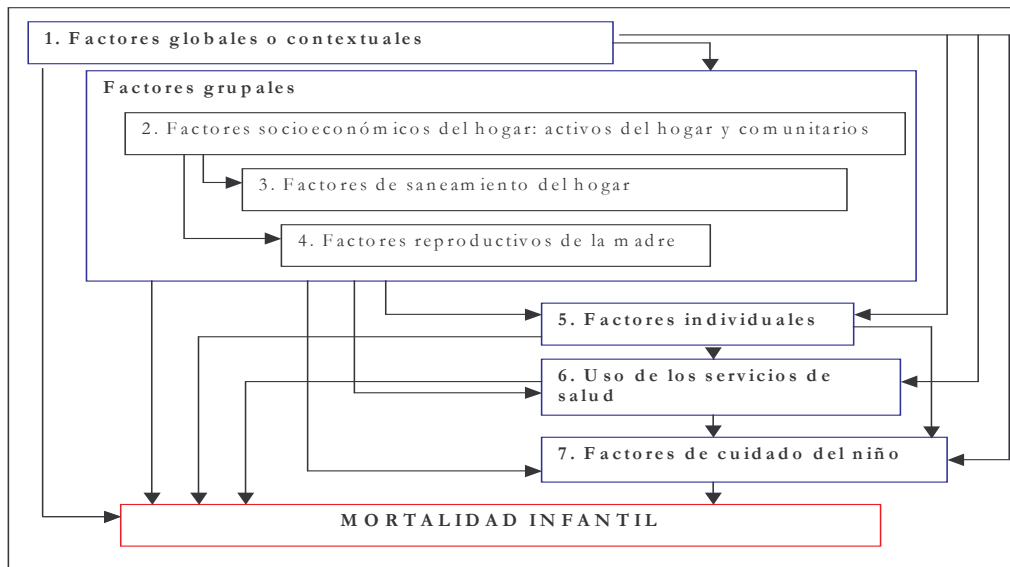 1. Factores globales o contextuales
Factores grupales
2. Factores socioeconómicos del hogar: activos del hogar y comunitarios
3. Factores de saneamiento del hogar
4. Factores reproductivos de la madre
5. Factores individuales
6. Uso de los servicios de
salud
7. Factores de cuidado del niño
MORTALIDAD INFANTIL